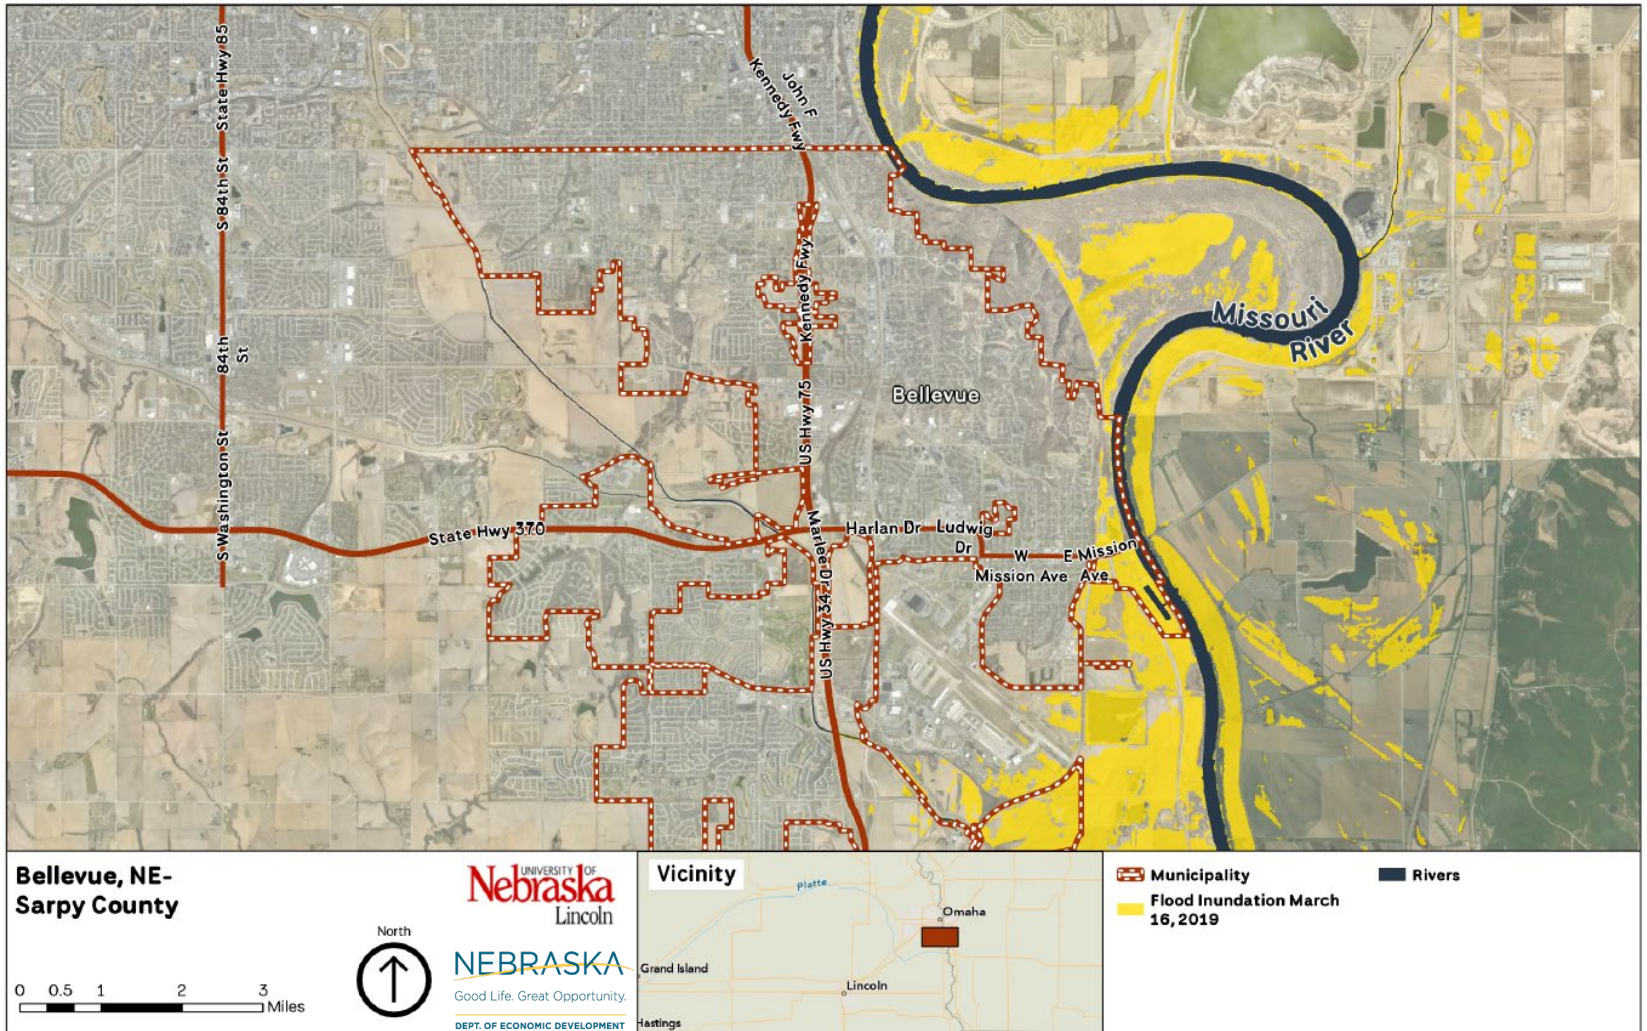 State Hwy 85
S 84th St
84th
St
S Washington St
John F
Kennedy Fwy
Kennedy Fwy
US Hwy 75
Bellevue
Missouri
River
State Hwy 370
Marlee Dr
Harlan Dr
Ludwig
Dr
W
Mission Ave
E Mission
Ave
US Hwy 34
Bellevue, NE-
Sarpy County
0 0.5 1 2 3
Miles
North
UNIVERSITY OF
Nebraska
Lincoln
NEBRASKA
Good Life. Great Opportunity.
DEPT. OF ECONOMIC DEVELOPMENT
Vicinity
Platte
Omaha
Grand Island
Lincoln
Hastings
Municipality
Flood Inundation March
16, 2019
Rivers